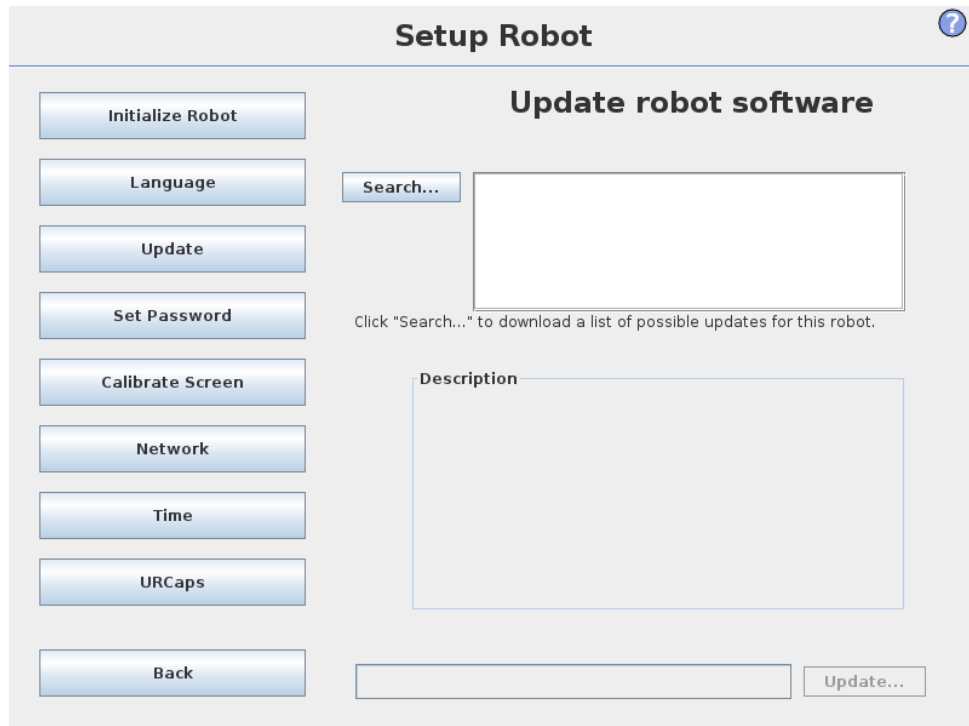 Setup Robot
?
Initialize Robot
Language
Update
Set Password
Calibrate Screen
Network
Time
URCaps
Back
Update robot software
Search...
Click "Search..." to download a list of possible updates for this robot.
Description
Update...